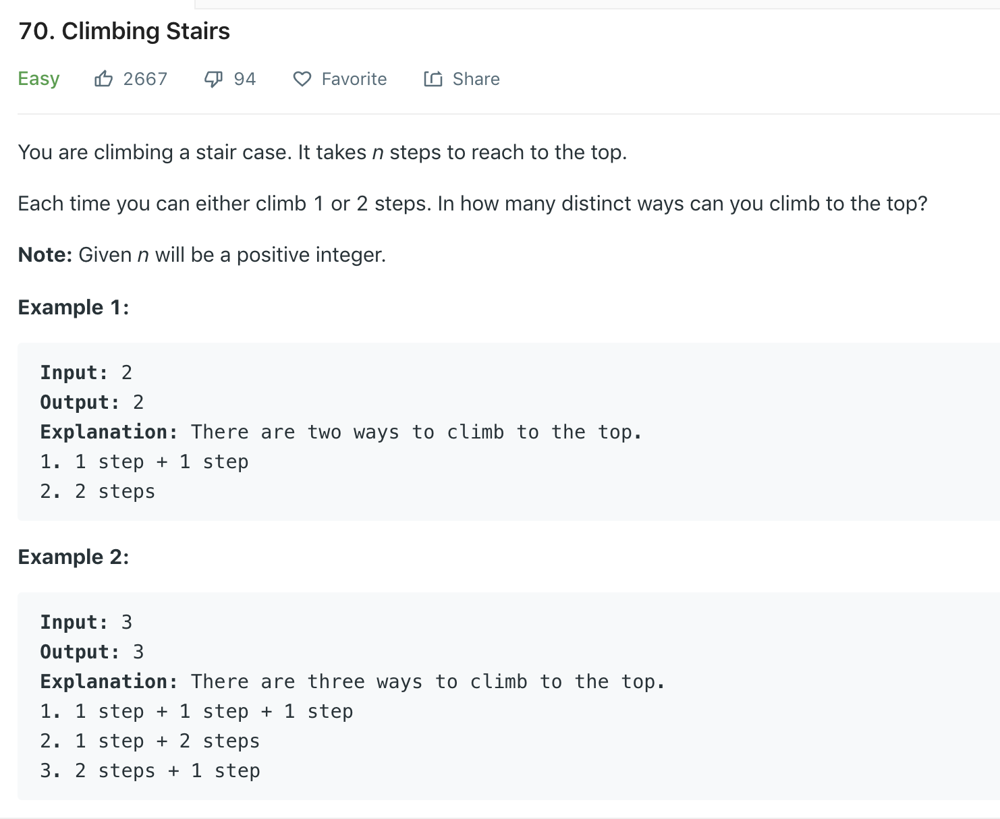 70. Climbing Stairs
Easy 2667 94 Favorite Share
You are climbing a stair case. It takes n steps to reach to the top.
Each time you can either climb 1 or 2 steps. In how many distinct ways can you climb to the top?
Note: Given n will be a positive integer.
Example 1:
Input: 2
Output: 2
Explanation: There are two ways to climb to the top.
1. 1 step + 1 step
2. 2 steps
Example 2:
Input: 3
Output: 3
Explanation: There are three ways to climb to the top.
1. 1 step + 1 step + 1 step
2. 1 step + 2 steps
3. 2 steps + 1 step